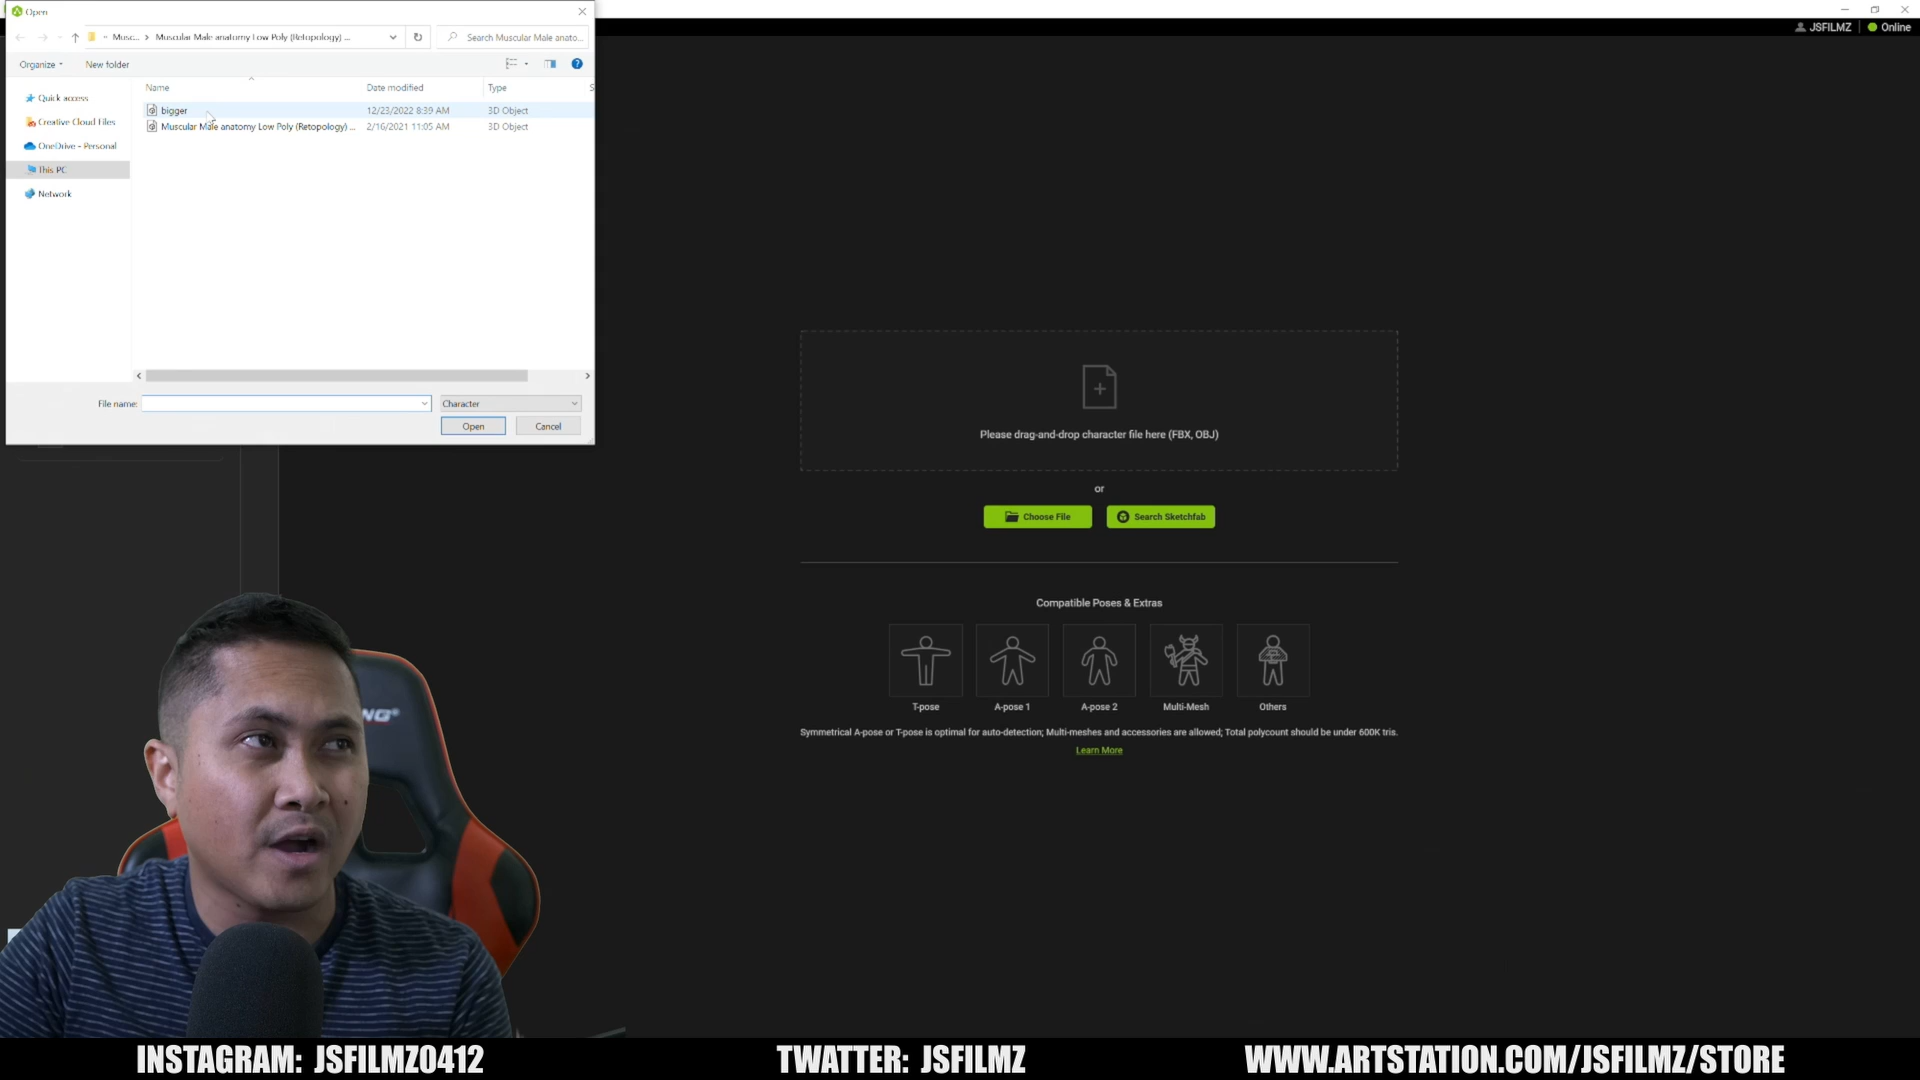 Open
Musc... > Muscular Male anatomy Low Poly (Retopology) ...
Search Muscular Male anato...
Organize
New folder
Name
Date modified
Type
S
Quick access
Creative Cloud Files
OneDrive - Personal
This PC
Network
bigger
12/23/2022 8:39 AM
3D Object
Muscular Male anatomy Low Poly (Retopology) ...
2/16/2021 11:05 AM
3D Object
File name:
Character
Open
Cancel
JSFILMZ
Online
Please drag-and-drop character file here (FBX, OBJ)
or
Choose File
Search Sketchfab
Compatible Poses & Extras
T-pose
A-pose 1
A-pose 2
Multi-Mesh
Others
Symmetrical A-pose or T-pose is optimal for auto-detection; Multi-meshes and accessories are allowed; Total polycount should be under 600K tris.
Learn More
INSTAGRAM: JSFILMZ0412
TWATTER: JSFILMZ
WWW.ARTSTATION.COM/JSFILMZ/STORE